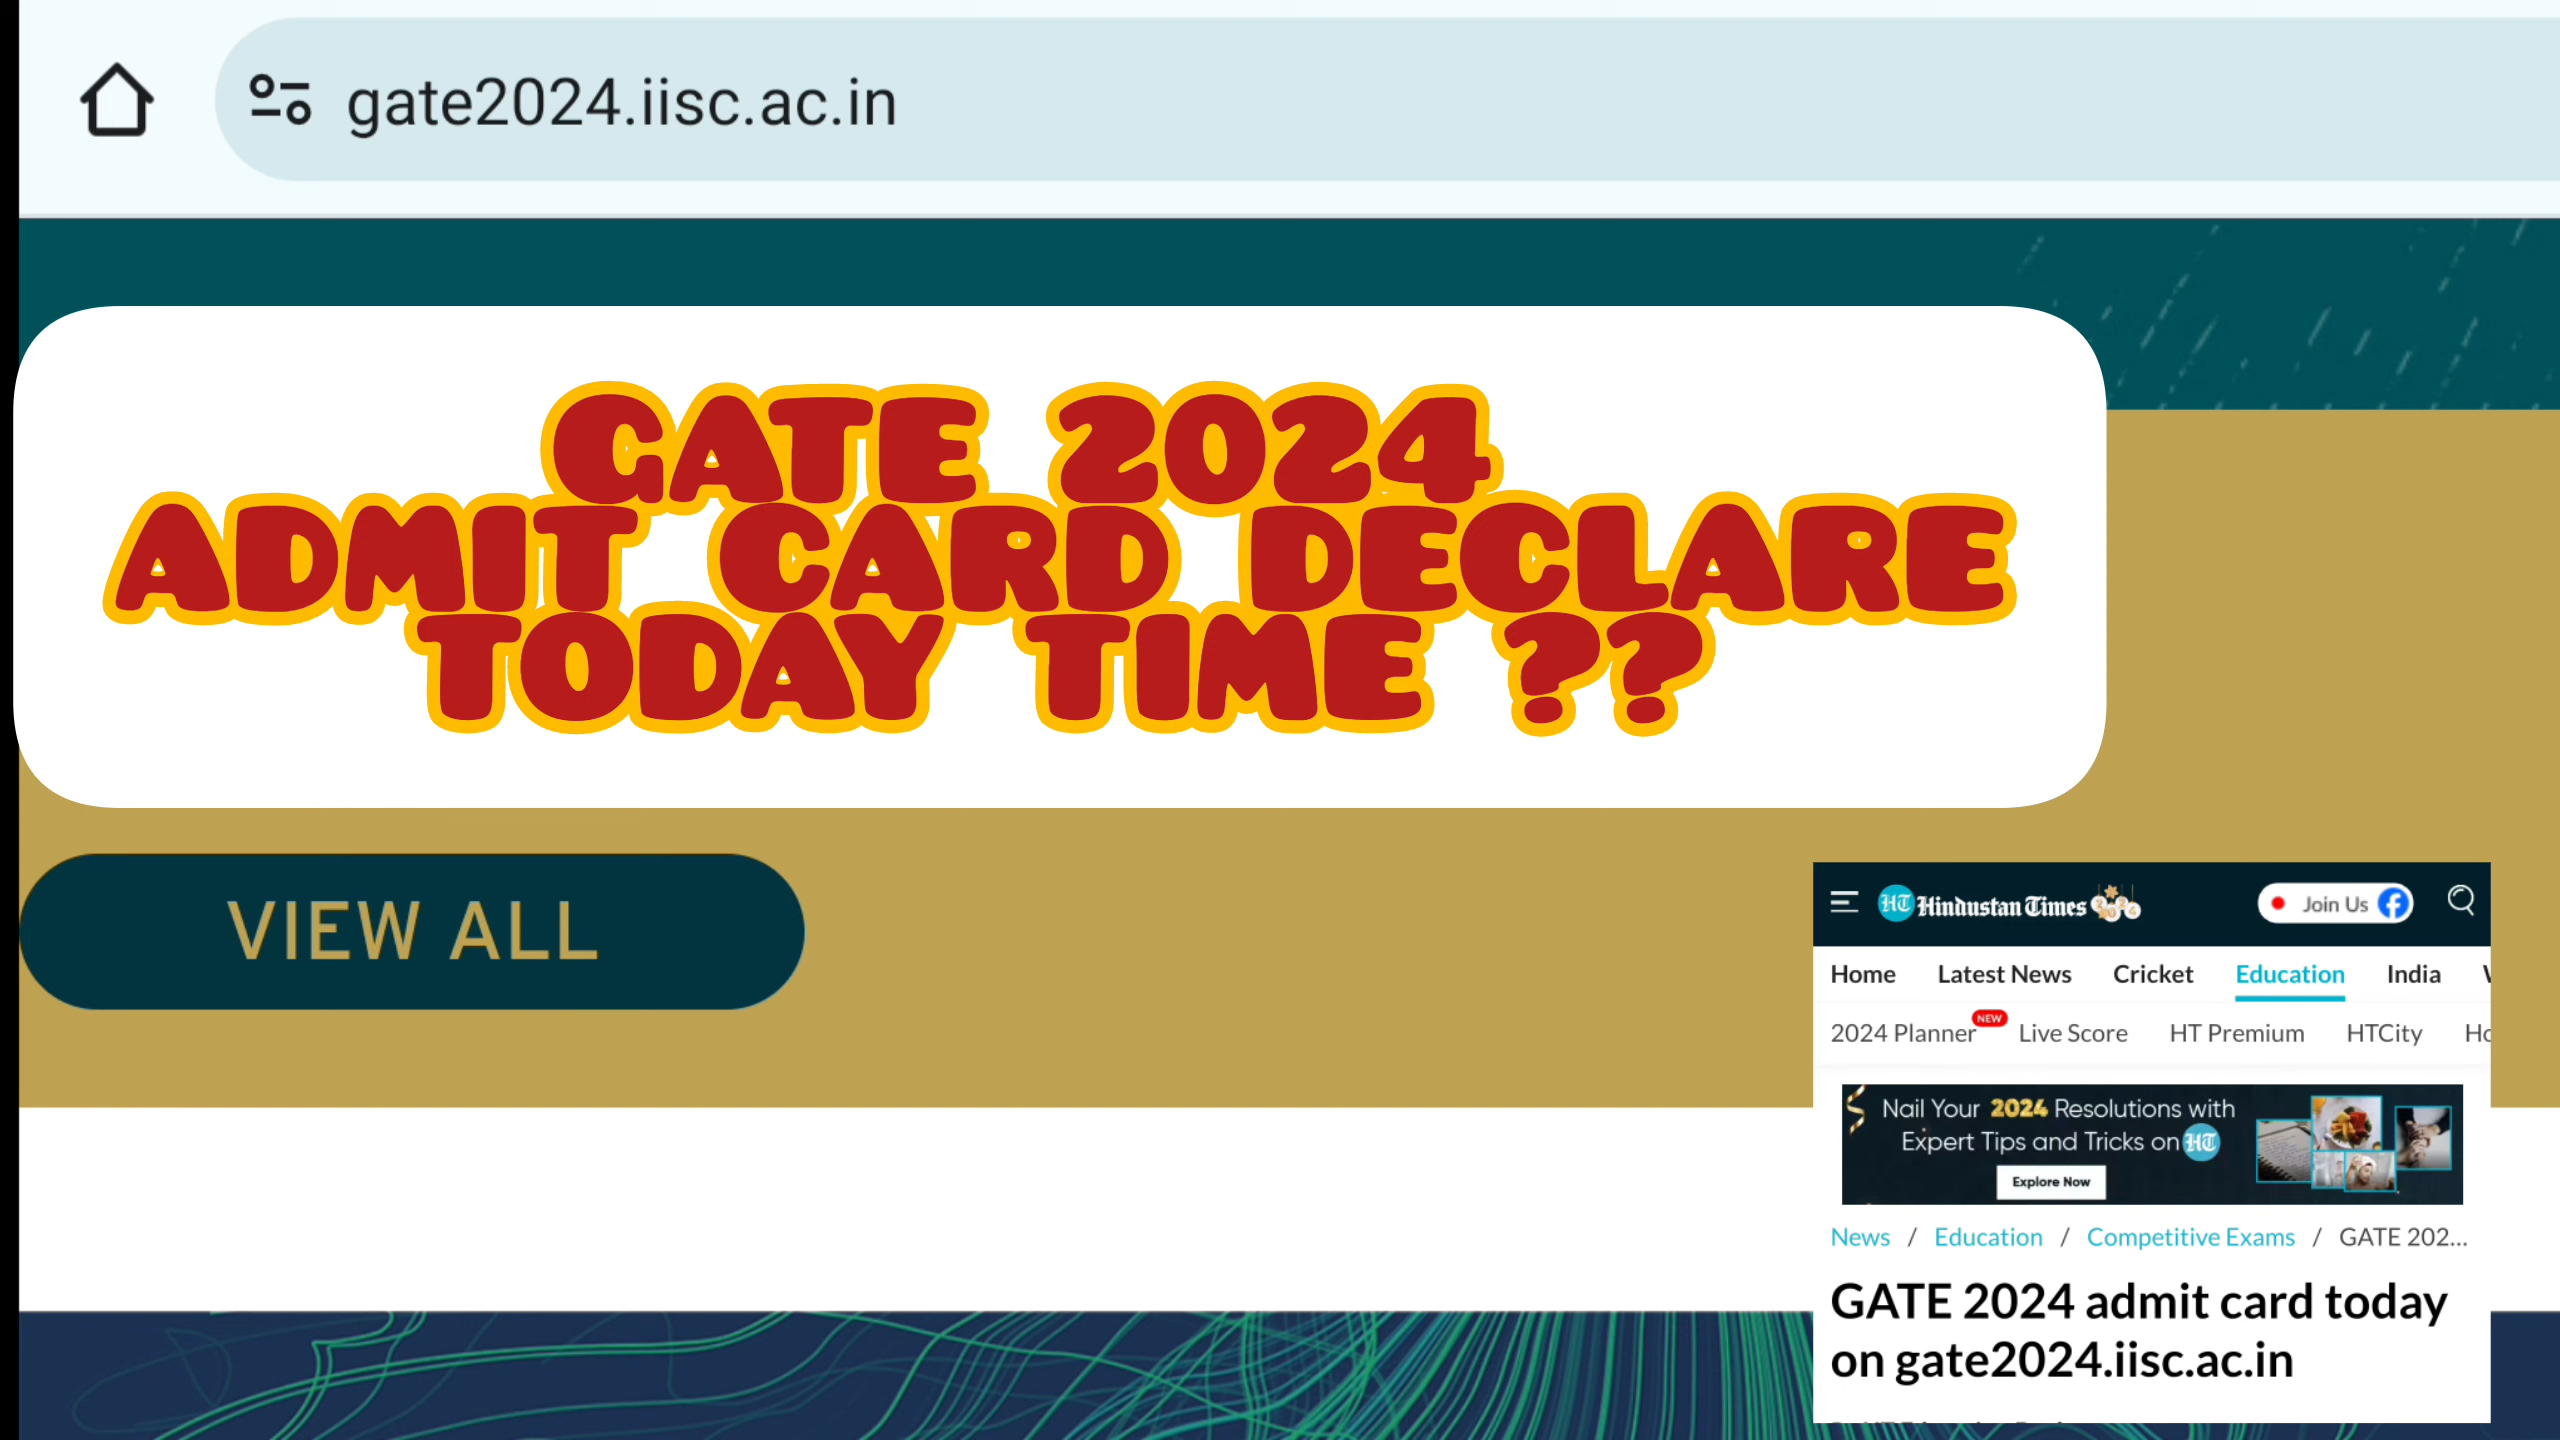 gate2024.iisc.ac.in
GATE 2024
ADMIT CARD DECLARE
TODAY TIME ??
VIEW ALL
HT Hindustan Times
Join Us
Home Latest News Cricket Education India
NEW
2024 Planner Live Score HT Premium HTCity
Nail Your 2024 Resolutions with
Expert Tips and Tricks on HT
Explore Now
News / Education / Competitive Exams / GATE 202...
GATE 2024 admit card today
on gate2024.iisc.ac.in